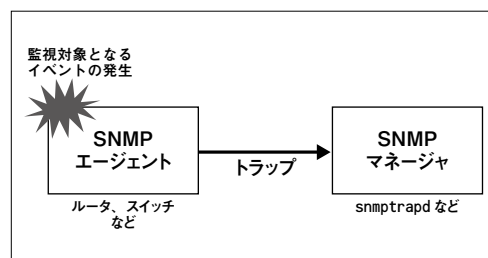 監視対象となる
イベントの発生
SNMP
エージェント
トラップ
SNMP
マネージャ
ルータ、スイッチ
など
snmptrapd など